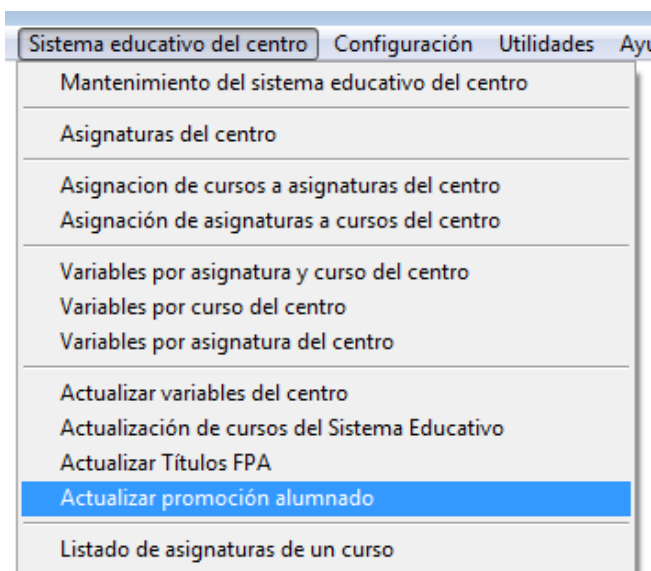 Sistema educativo del centro Configuración Utilidades Ayu
Mantenimiento del sistema educativo del centro
Asignaturas del centro
Asignacion de cursos a asignaturas del centro
Asignación de asignaturas a cursos del centro
Variables por asignatura y curso del centro
Variables por curso del centro
Variables por asignatura del centro
Actualizar variables del centro
Actualización de cursos del Sistema Educativo
Actualizar Títulos FPA
Actualizar promoción alumnado
Listado de asignaturas de un curso